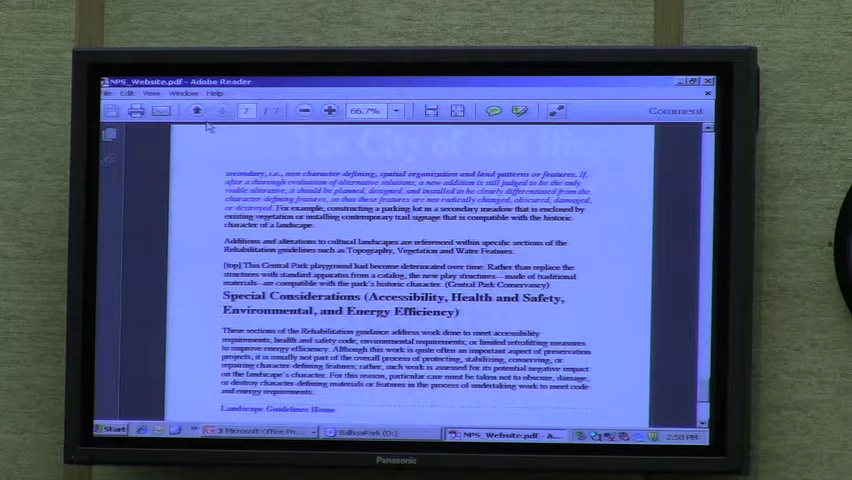 NPS_Website.pdf - Adobe Reader
File Edit View Window Help
7 / 7 66.7% Comment
secondary, i.e., non character-defining, spatial organization and land patterns or features. If,
after a thorough evaluation of alternative solutions, a new addition is still judged to be the only
viable alterative, it should be planned, designed, and installed to be clearly differentiated from the
character-defining features, so that these features are not radically changed, obscured, damaged,
or destroyed. For example, constructing a parking lot in a secondary meadow that is enclosed by
existing vegetation or installing contemporary trail signage that is compatible with the historic
character of a landscape.
Additions and alterations to cultural landscapes are referenced within specific sections of the
Rehabilitation guidelines such as Topography, Vegetation and Water Features.
[top] This Central Park playground had become deteriorated over time. Rather than replace the
structures with standard apparatus from a catalog, the new play structures--made of traditional
materials--are compatible with the park's historic character. (Central Park Conservancy)
Special Considerations (Accessibility, Health and Safety,
Environmental, and Energy Efficiency)
These sections of the Rehabilitation guidance address work done to meet accessibility
requirements; health and safety code; environmental requirements; or limited retrofitting measures
to improve energy efficiency. Although this work is quite often an important aspect of preservation
projects, it is usually not part of the overall process of protecting, stabilizing, conserving, or
repairing character-defining features; rather, such work is assessed for its potential negative impact
on the landscape's character. For this reason, particular care must be taken not to obscure, damage,
or destroy character-defining materials or features in the process of undertaking work to meet code
and energy requirements.
Landscape Guidelines Home
Start 3 Microsoft Office Po... BalboaPark (D:) NPS_Website.pdf - A... 2:50 PM
Panasonic